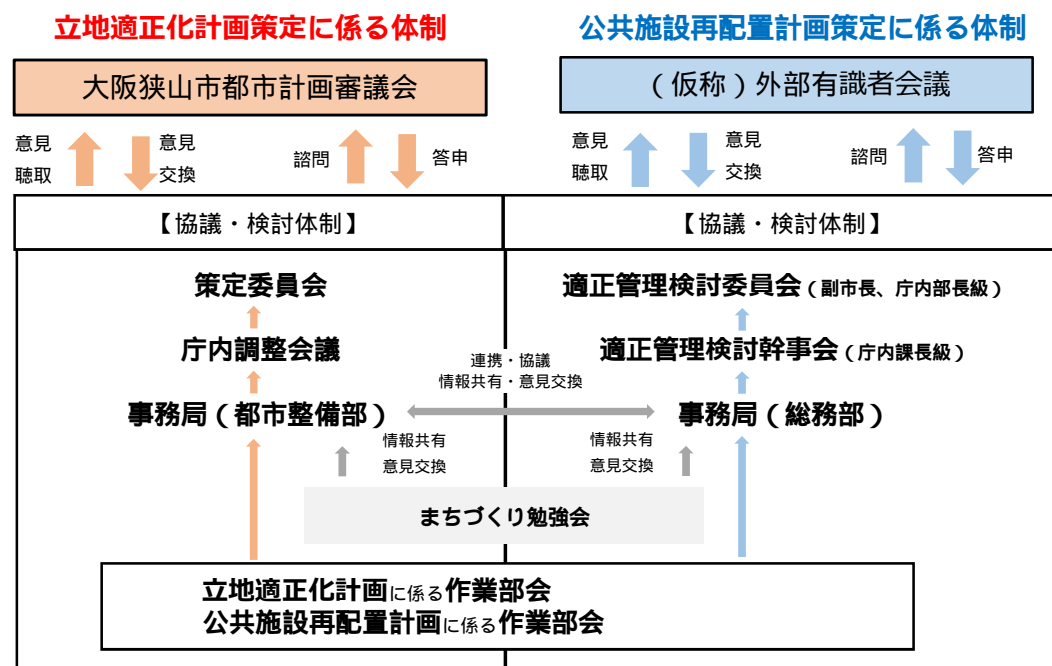 立地適正化計画策定に係る体制
公共施設再配置計画策定に係る体制
大阪狭山市都市計画審議会
（仮称）外部有識者会議
意見
聴取
意見
交換
諮問
答申
意見
聴取
意見
交換
諮問
答申
【協議・検討体制】
【協議・検討体制】
策定委員会
適正管理検討委員会（副市長、庁内部長級）
庁内調整会議
適正管理検討幹事会（庁内課長級）
連携・協議
情報共有・意見交換
事務局（都市整備部）
事務局（総務部）
情報共有
意見交換
情報共有
意見交換
まちづくり勉強会
立地適正化計画に係る作業部会
公共施設再配置計画に係る作業部会